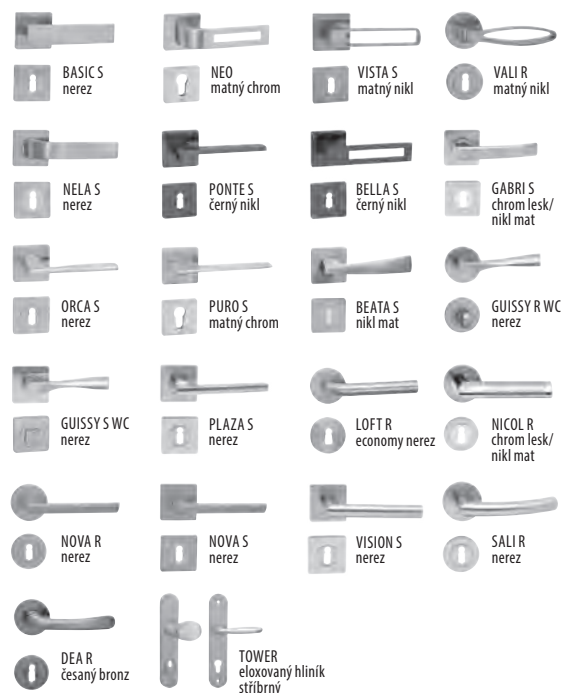 BASIC S
nerez
NEO
matný chrom
VISTA S
matný nikl
VALI R
matný nikl
NELA S
nerez
PONTE S
černý nikl
BELLA S
černý nikl
GABRI S
chrom lesk/
nikl mat
ORCA S
nerez
PURO S
matný chrom
BEATA S
nikl mat
GUISSY R WC
nerez
GUISSY S WC
nerez
PLAZA S
nerez
LOFT R
economy nerez
NICOL R
chrom lesk/
nikl mat
NOVA R
nerez
NOVA S
nerez
VISION S
nerez
SALI R
nerez
DEA R
česaný bronz
TOWER
eloxovaný hliník
stříbrný